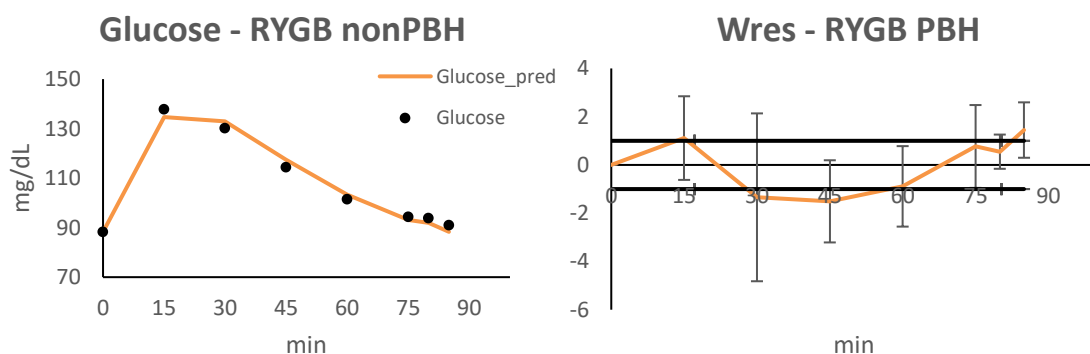 Glucose - RYGB nonPBH
150
130
110
90
70
mg/dL
0 15 30 45 60 75 90
min
Glucose_pred
Glucose
Wres - RYGB PBH
4
2
0
-2
-4
-6
0 15 30 45 60 75 90
min